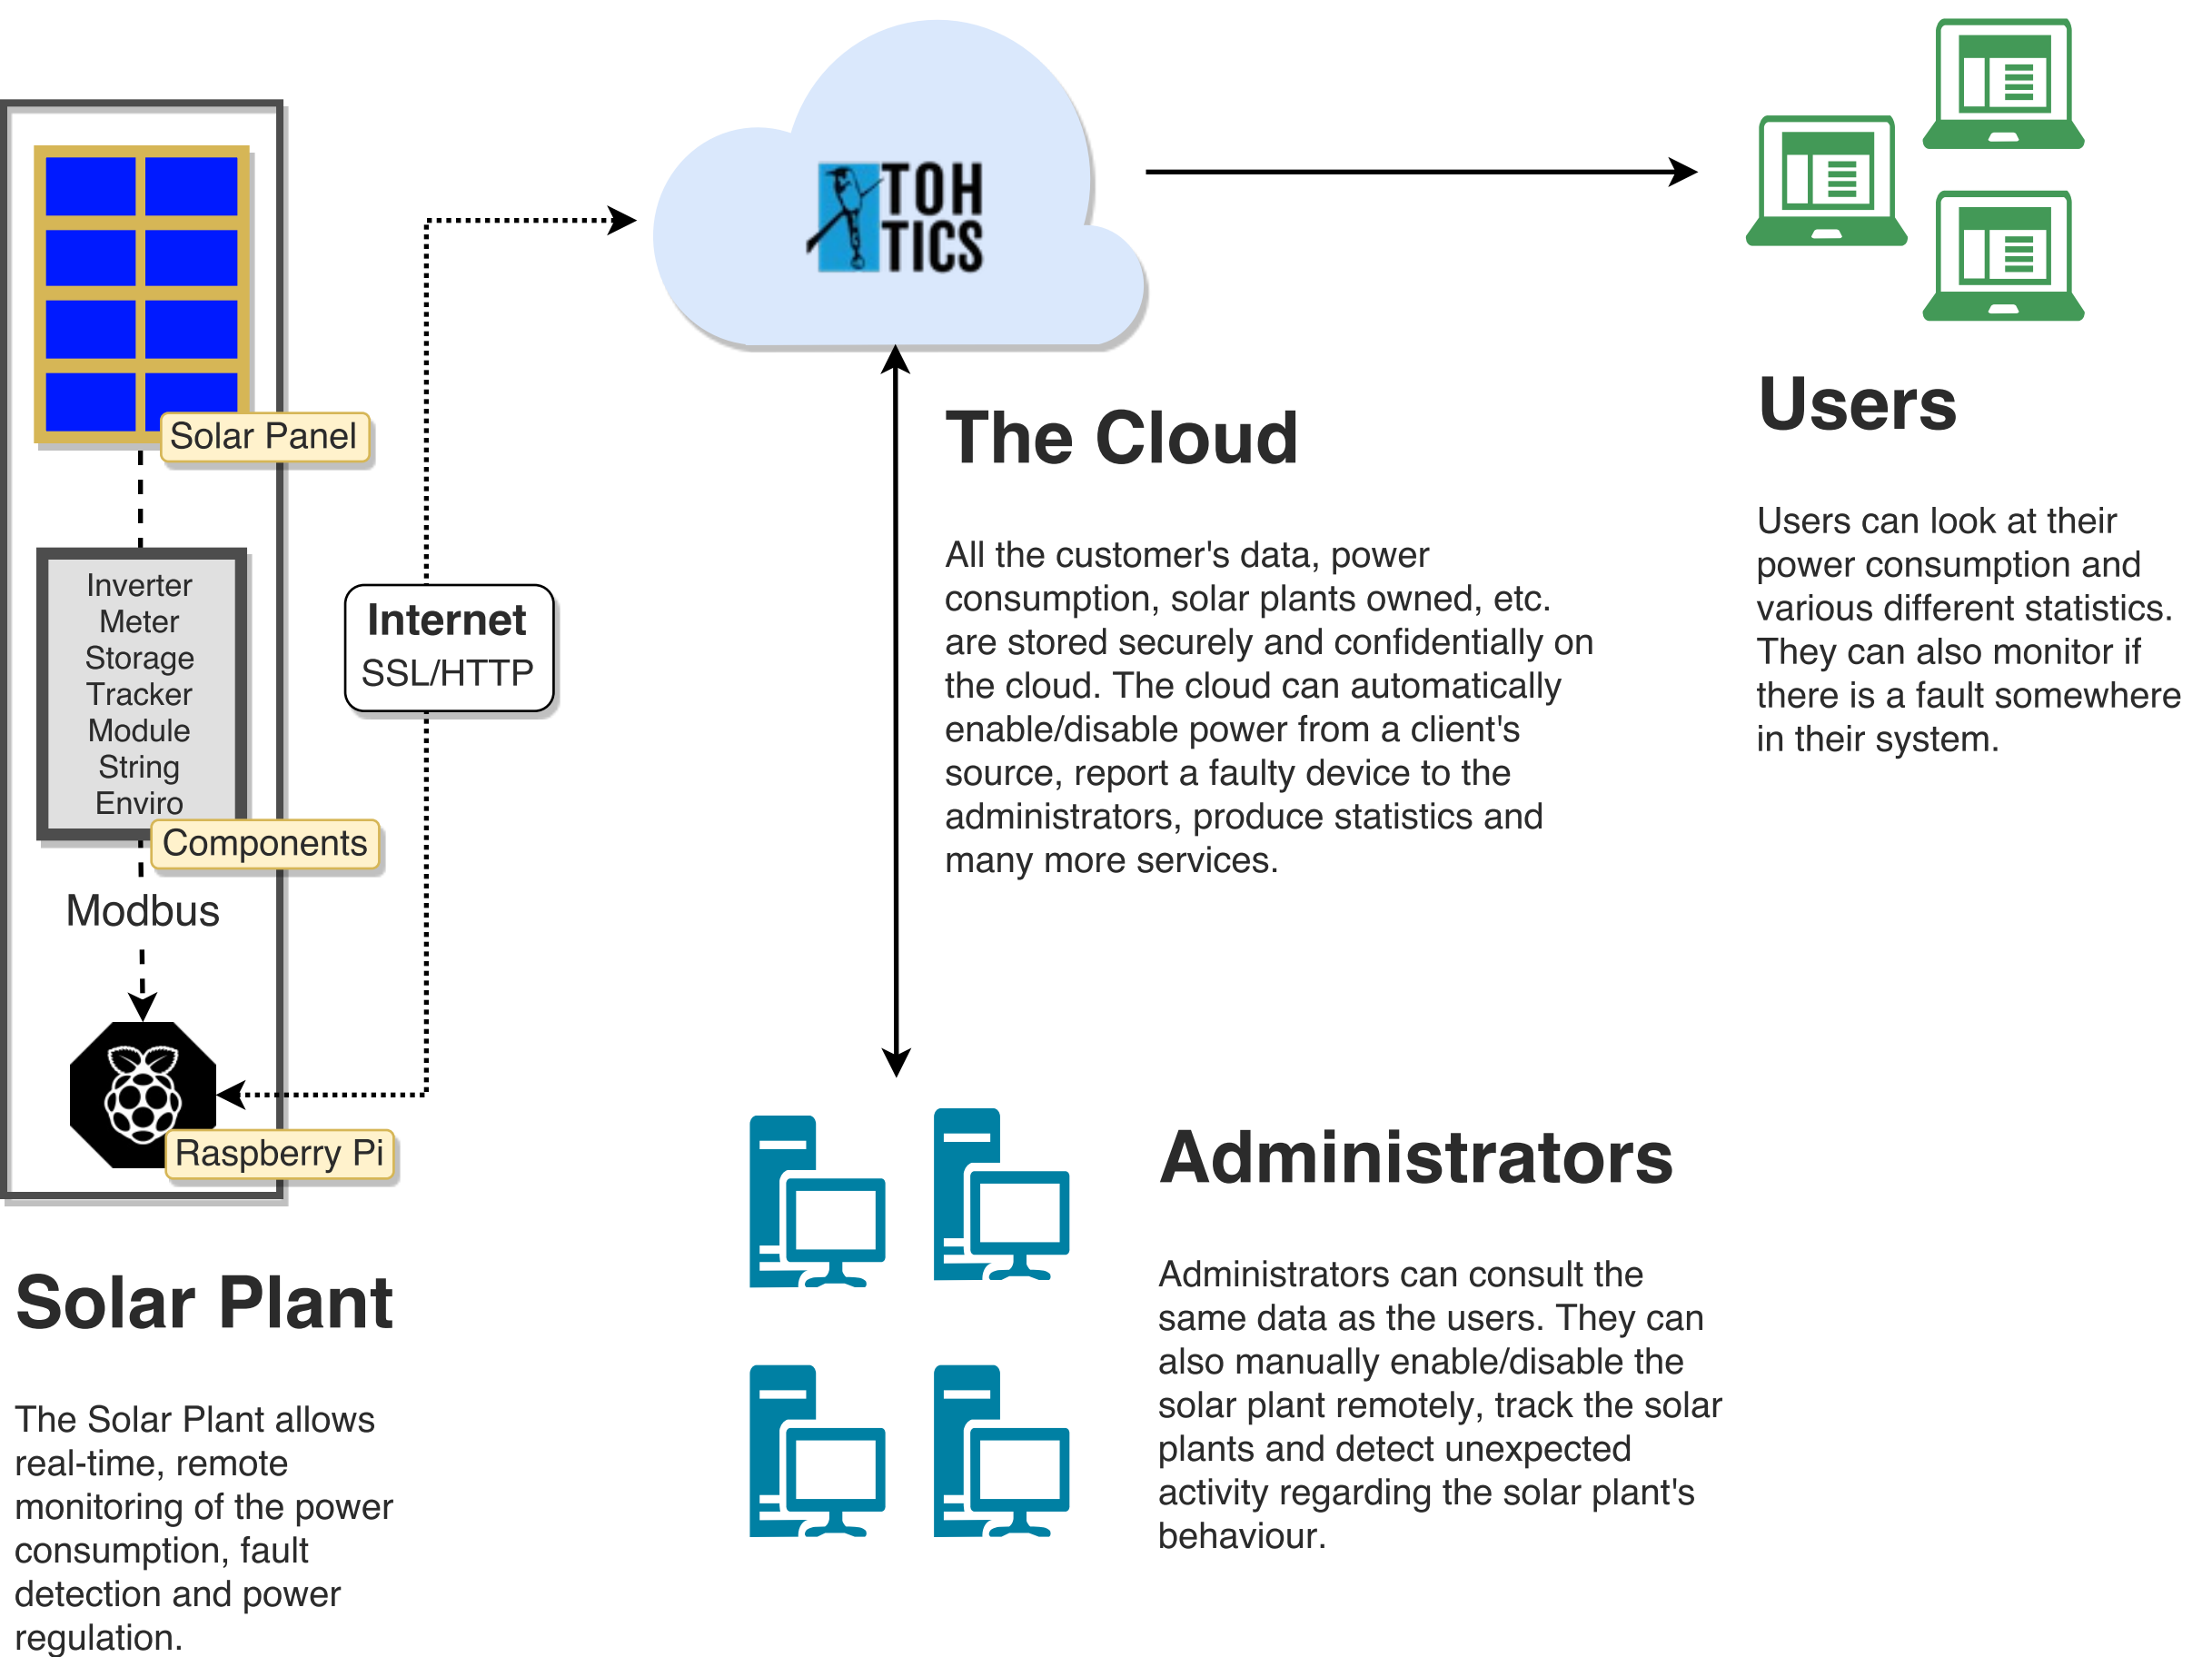 TOH
TICS
Solar Panel
Inverter
Meter
Storage
Tracker
Module
String
Enviro
Components
Modbus
Raspberry Pi
Internet
SSL/HTTP
Solar Plant
The Solar Plant allows
real-time, remote
monitoring of the power
consumption, fault
detection and power
regulation.
The Cloud
All the customer's data, power
consumption, solar plants owned, etc.
are stored securely and confidentially on
the cloud. The cloud can automatically
enable/disable power from a client's
source, report a faulty device to the
administrators, produce statistics and
many more services.
Users
Users can look at their
power consumption and
various different statistics.
They can also monitor if
there is a fault somewhere
in their system.
Administrators
Administrators can consult the
same data as the users. They can
also manually enable/disable the
solar plant remotely, track the solar
plants and detect unexpected
activity regarding the solar plant's
behaviour.